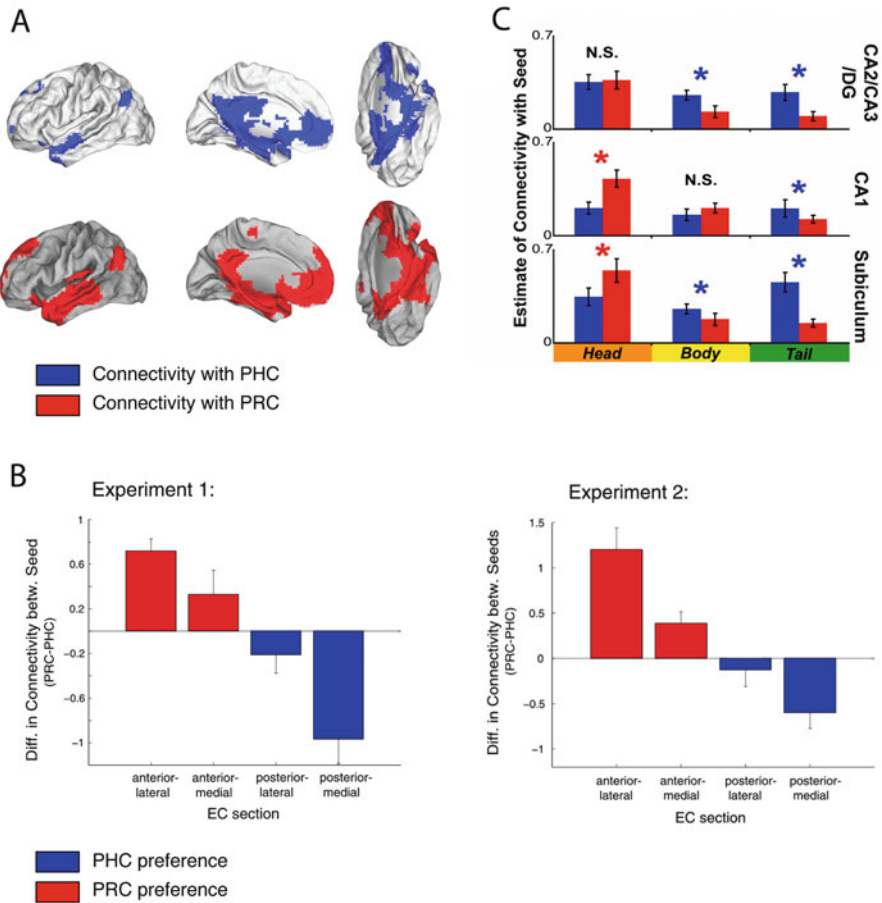 A
Connectivity with PHC
Connectivity with PRC
C
Estimate of Connectivity with Seed
0.7
0
N.S.
*
*
CA2/CA3
/DG
0.7
0
*
N.S.
*
CA1
0.7
0
*
*
*
Subiculum
Head
Body
Tail
B
Experiment 1:
Diff. in Connectivity betw. Seed
(PRC-PHC)
1
0.6
0.2
−0.2
−0.6
−1
anterior-
lateral
anterior-
medial
posterior-
lateral
posterior-
medial
EC section
Experiment 2:
Diff. in Connectivity betw. Seeds
(PRC-PHC)
1.5
1
0.5
0
−0.5
−1
anterior-
lateral
anterior-
medial
posterior-
lateral
posterior-
medial
EC section
PHC preference
PRC preference